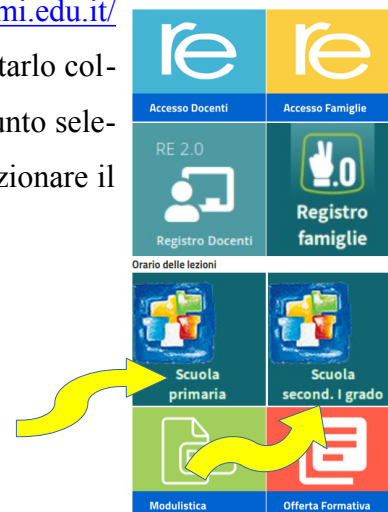 mi.edu.it/
tarlo col-
unto sele-
zionare il
re re
Accesso Docenti Accesso Famiglie
RE 2.0
.0
Registro Docenti
Registro
famiglie
Orario delle lezioni
Scuola
primaria
Scuola
second. I grado
Modulistica Offerta Formativa